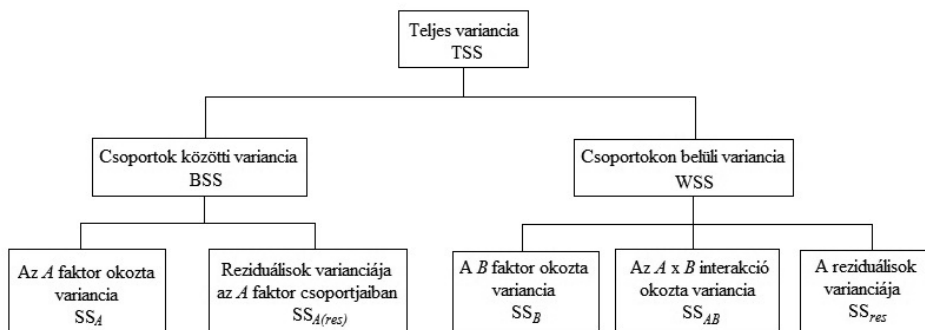 Teljes variancia
TSS
Csoportok közötti variancia
BSS
Csoportokon belüli variancia
WSS
Az A faktor okozta
variancia
SSA
Reziduálisok varianciája
az A faktor csoportjaiban
SSA(res)
A B faktor okozta
variancia
SSB
Az A x B interakció
okozta variancia
SSAB
A reziduálisok
varianciája
SSres